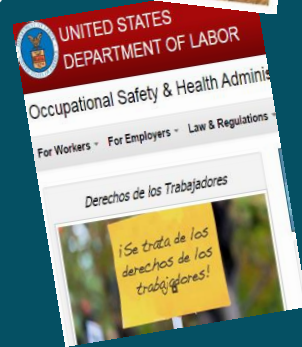 UNITED STATES
DEPARTMENT OF LABOR
Occupational Safety & Health Adminis
For Workers For Employers Law & Regulations
Derechos de los Trabajadores
¡Se trata de los
derechos de los
trabajadores!